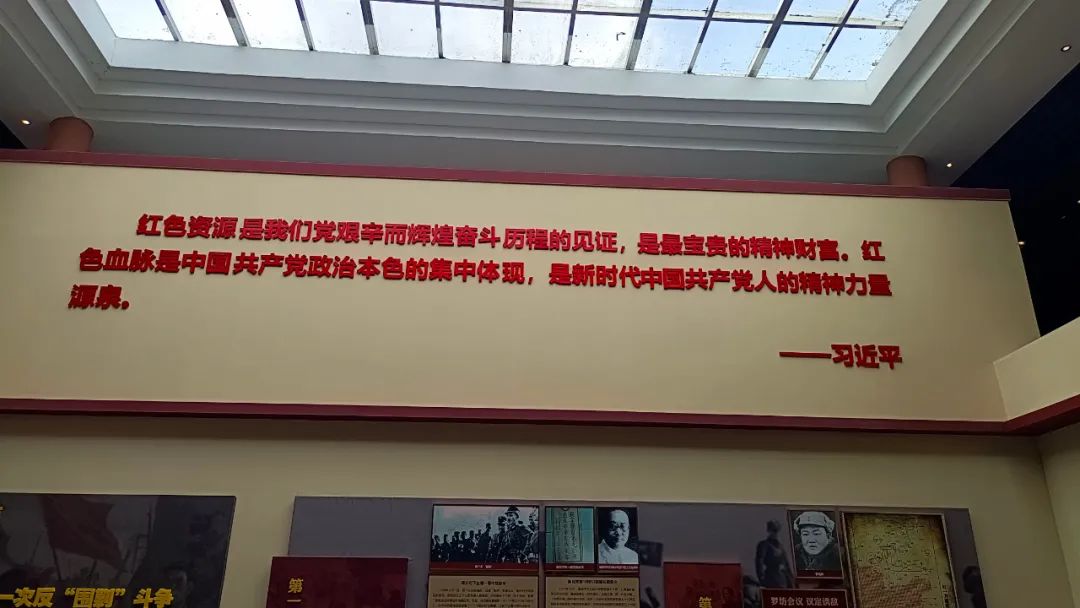 红色资源是我们党艰辛而辉煌奋斗历程的见证，是最宝贵的精神财富。红
色血脉是中国共产党政治本色的集中体现，是新时代中国共产党人的精神力量
源泉。
——习近平
一次反“围剿”斗争
第一
第
罗坊会议 议定诱敌